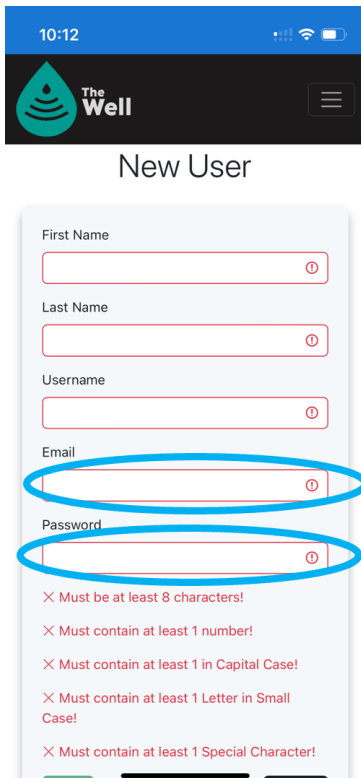 10:12
The
Well
New User
First Name
Last Name
Username
Email
Password
× Must be at least 8 characters!
× Must contain at least 1 number!
× Must contain at least 1 in Capital Case!
× Must contain at least 1 Letter in Small
Case!
× Must contain at least 1 Special Character!